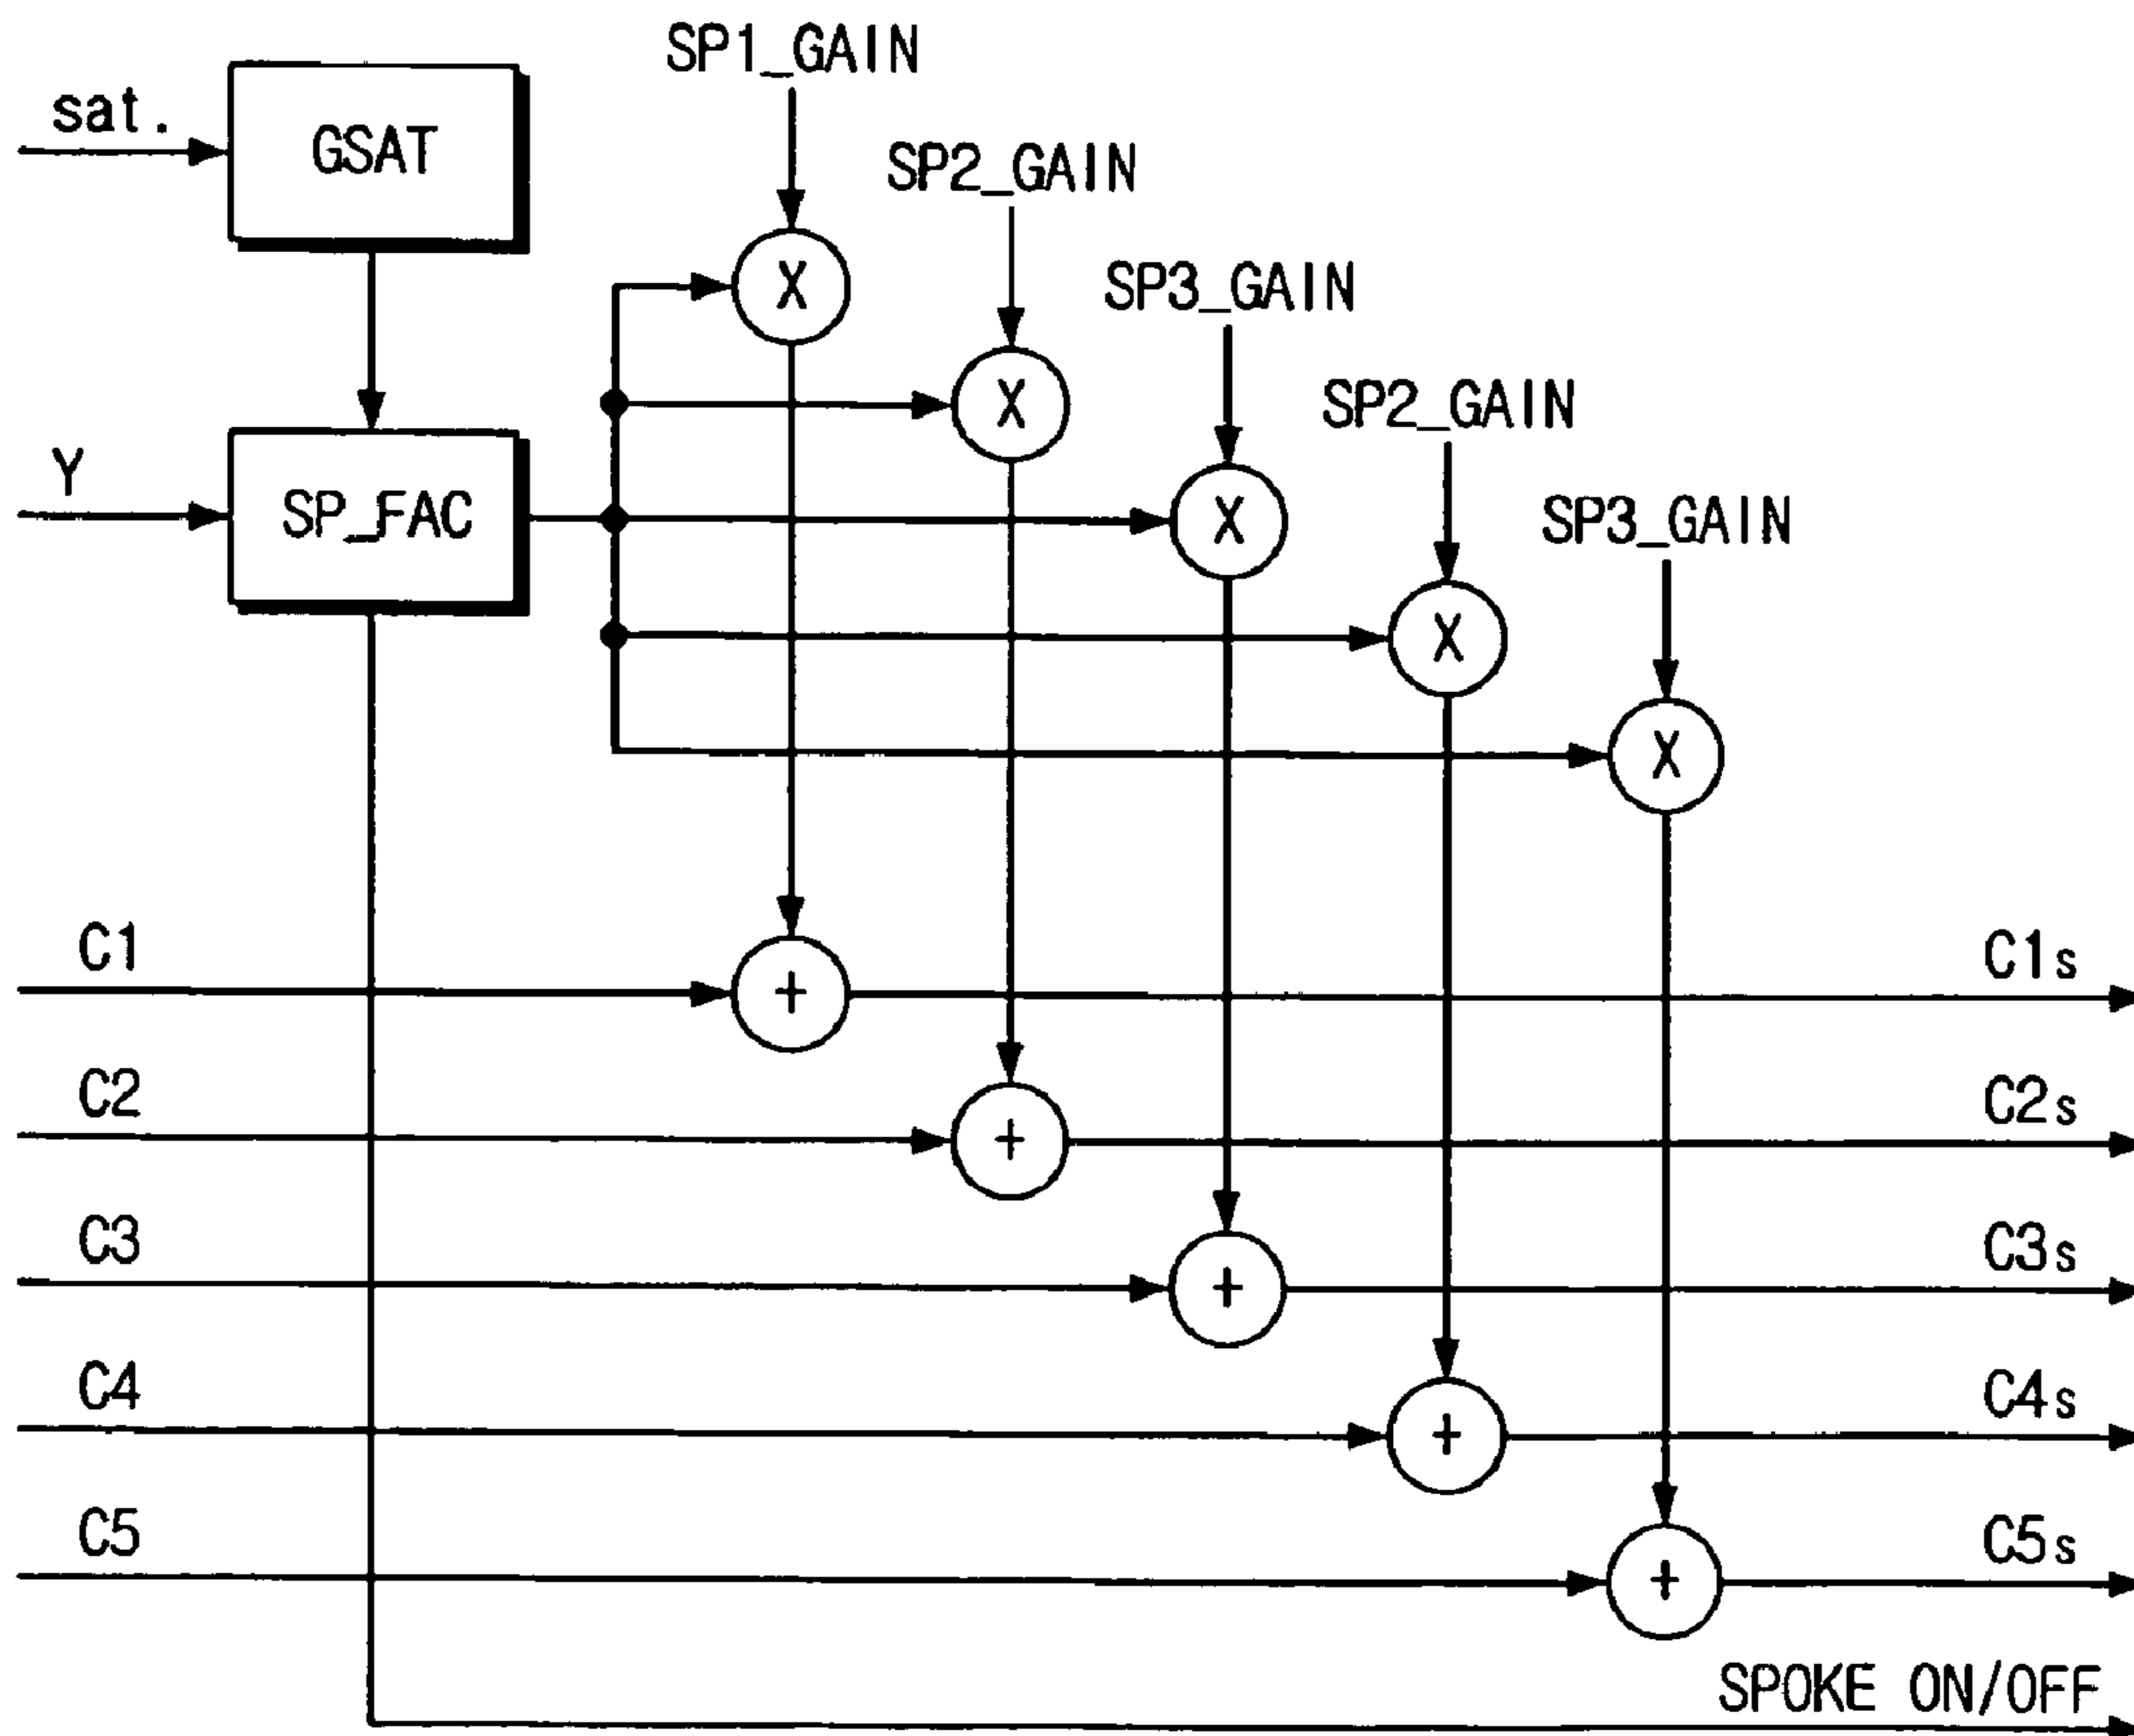 SP1_GAIN
sat.
GSAT
SP2_GAIN
X
SP3_GAIN
X
SP2_GAIN
Y
SP_FAC
X
SP3_GAIN
X
X
C1
+
C1s
C2
+
C2s
C3
+
C3s
C4
+
C4s
C5
+
C5s
SPOKE ON/OFF